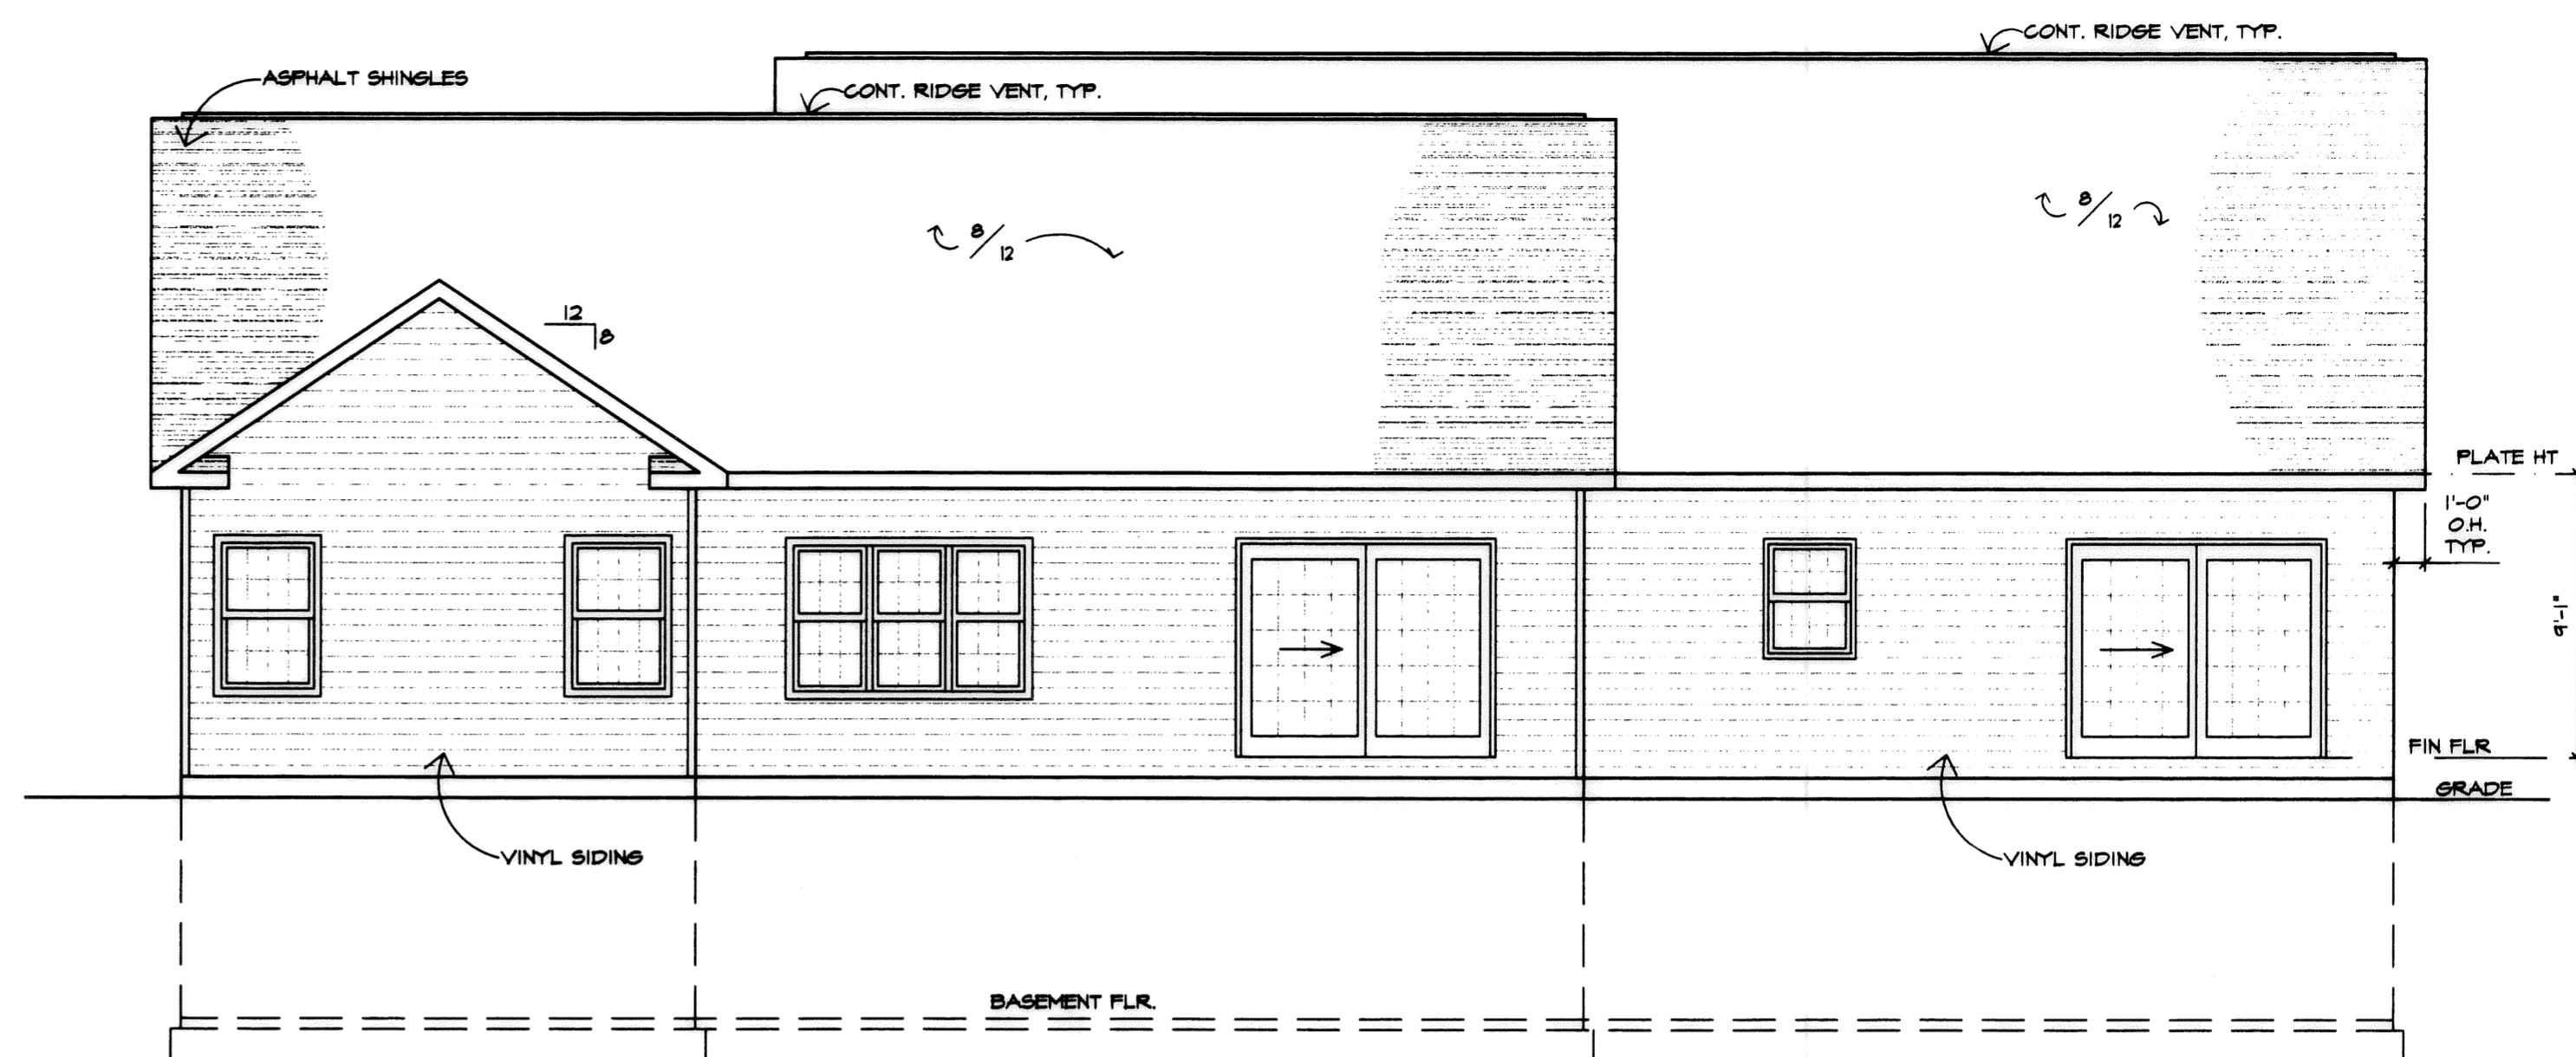 CONT. RIDGE VENT, TYP.
ASPHALT SHINGLES
CONT. RIDGE VENT, TYP.
8/12
8/12
12
8
PLATE HT
1'-0"
O.H.
TYP.
9'-1"
FIN FLR
GRADE
VINYL SIDING
VINYL SIDING
BASEMENT FLR.